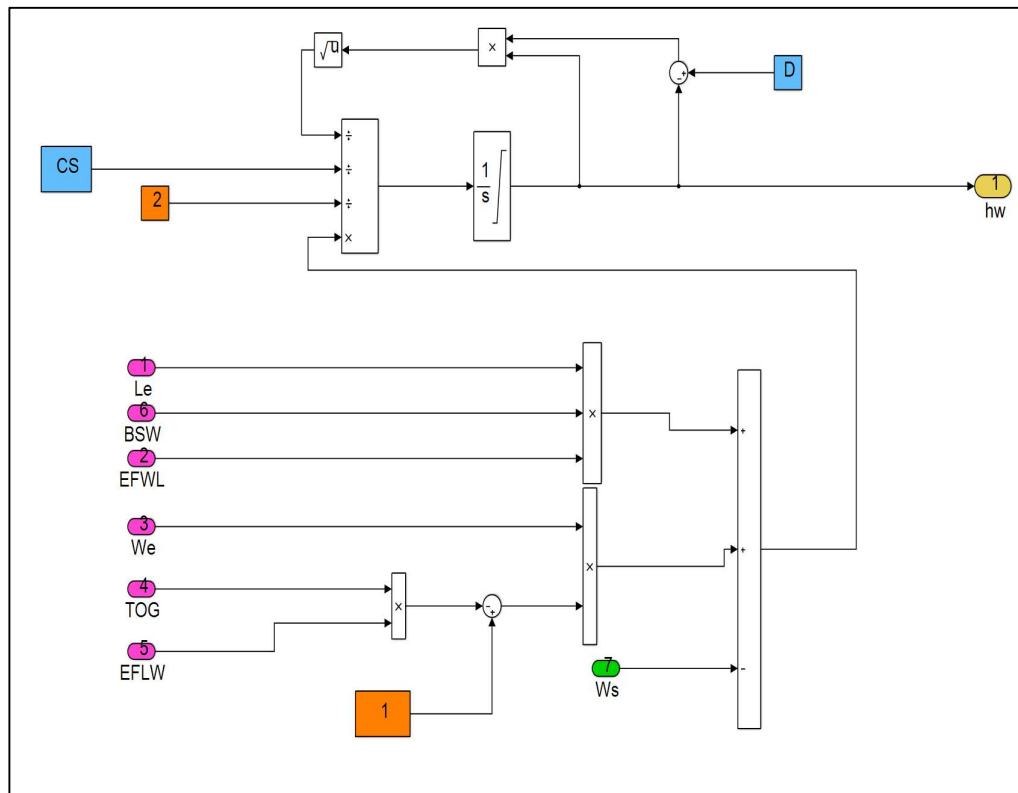 √u
×
-+
-
D
÷
÷
÷
×
CS
2
1
s
1
hw
1
Le
6
BSW
2
EFWL
×
3
We
4
TOG
5
EFLW
×
-
+
×
1
7
Ws
+
+
-